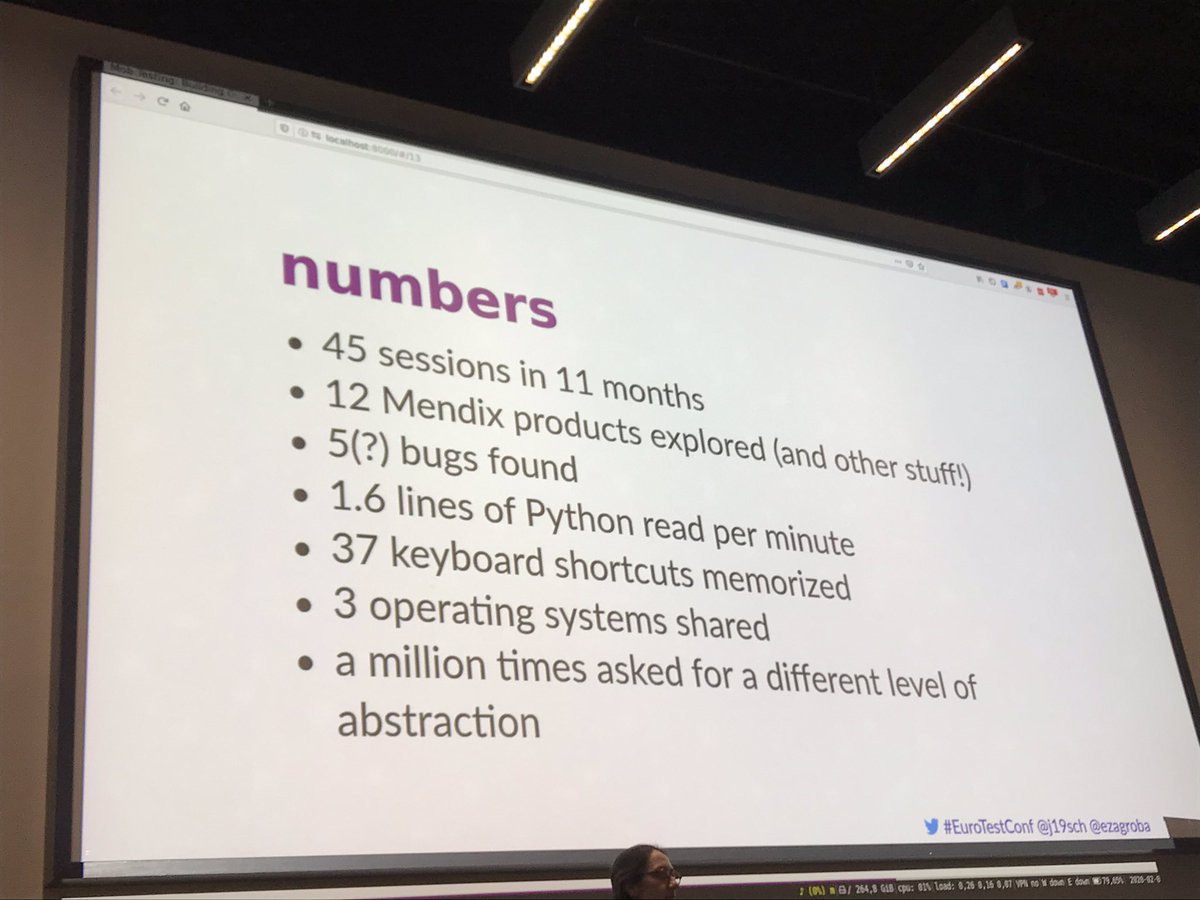 Mob Testing: Building
localhost:8000/#/13
numbers
• 45 sessions in 11 months
• 12 Mendix products explored (and other stuff!)
• 5(?) bugs found
• 1.6 lines of Python read per minute
• 37 keyboard shortcuts memorized
• 3 operating systems shared
• a million times asked for a different level of
abstraction
#EuroTestConf @j19sch @ezagroba
♪ (0%) / 264,8 GiB cpu: 01% load: 0,26 0,16 0,07 VPN no W down E down 79,65% 2020-02-0